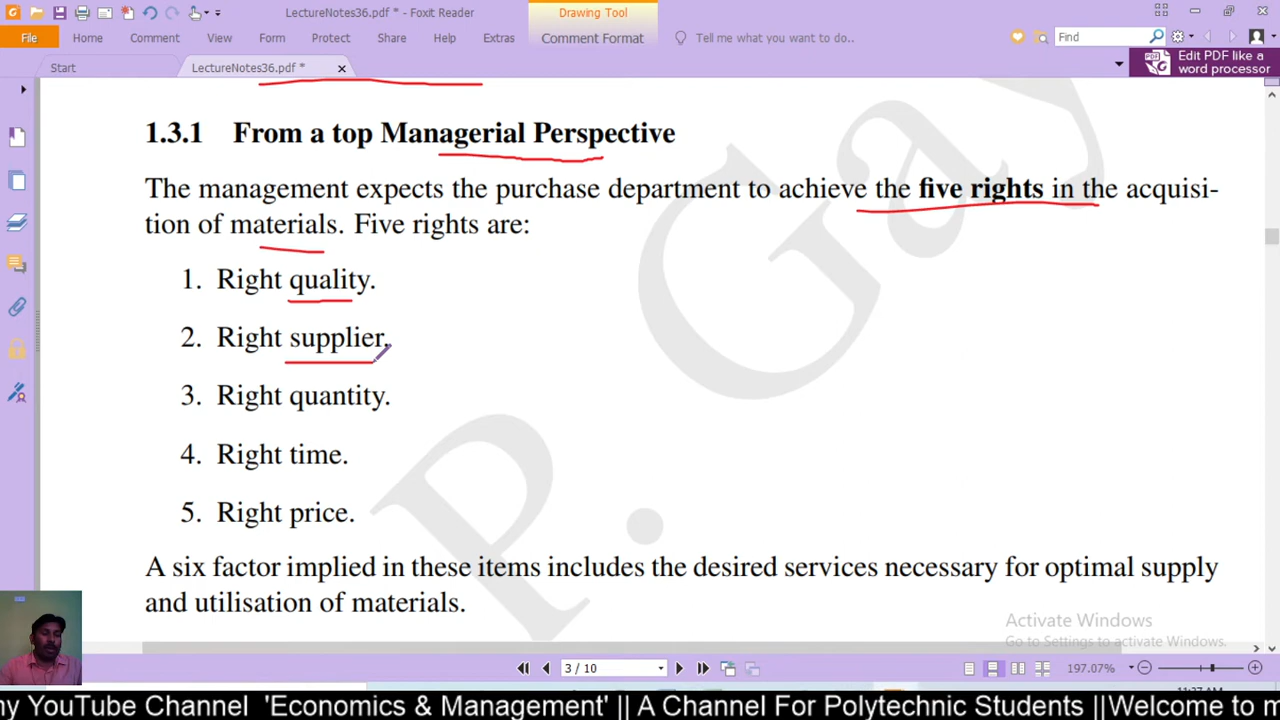 LectureNotes36.pdf * - Foxit Reader
Drawing Tool
File Home Comment View Form Protect Share Help Extras Comment Format Tell me what you want to do.. Find
Start LectureNotes36.pdf *
Edit PDF like a
word processor
1.3.1 From a top Managerial Perspective
The management expects the purchase department to achieve the five rights in the acquisi-
tion of materials. Five rights are:
1. Right quality.
2. Right supplier.
3. Right quantity.
4. Right time.
5. Right price.
A six factor implied in these items includes the desired services necessary for optimal supply
and utilisation of materials.
P. Gay
Activate Windows
Go to Settings to activate Windows.
3 / 10 197.07%
ny YouTube Channel 'Economics & Management' || A Channel For Polytechnic Students ||Welcome to m